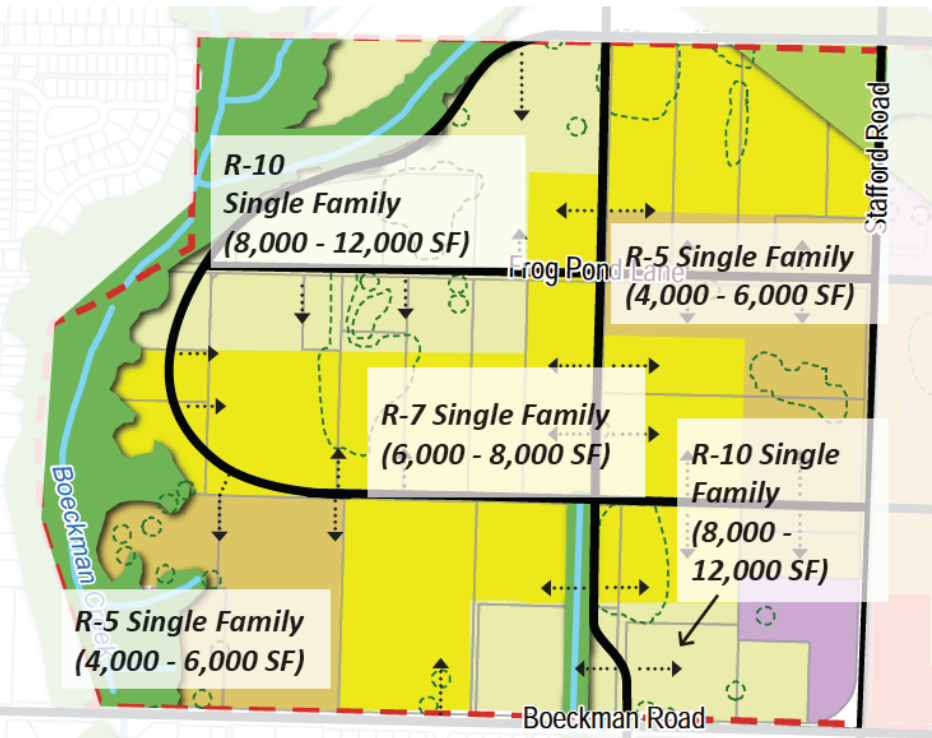 R-10
Single Family
(8,000 - 12,000 SF)
Stafford Road
Frog Pond Lane
R-5 Single Family
(4,000 - 6,000 SF)
R-7 Single Family
(6,000 - 8,000 SF)
R-10 Single
Family
(8,000 -
12,000 SF)
Boeckman Creek
R-5 Single Family
(4,000 - 6,000 SF)
Boeckman Road